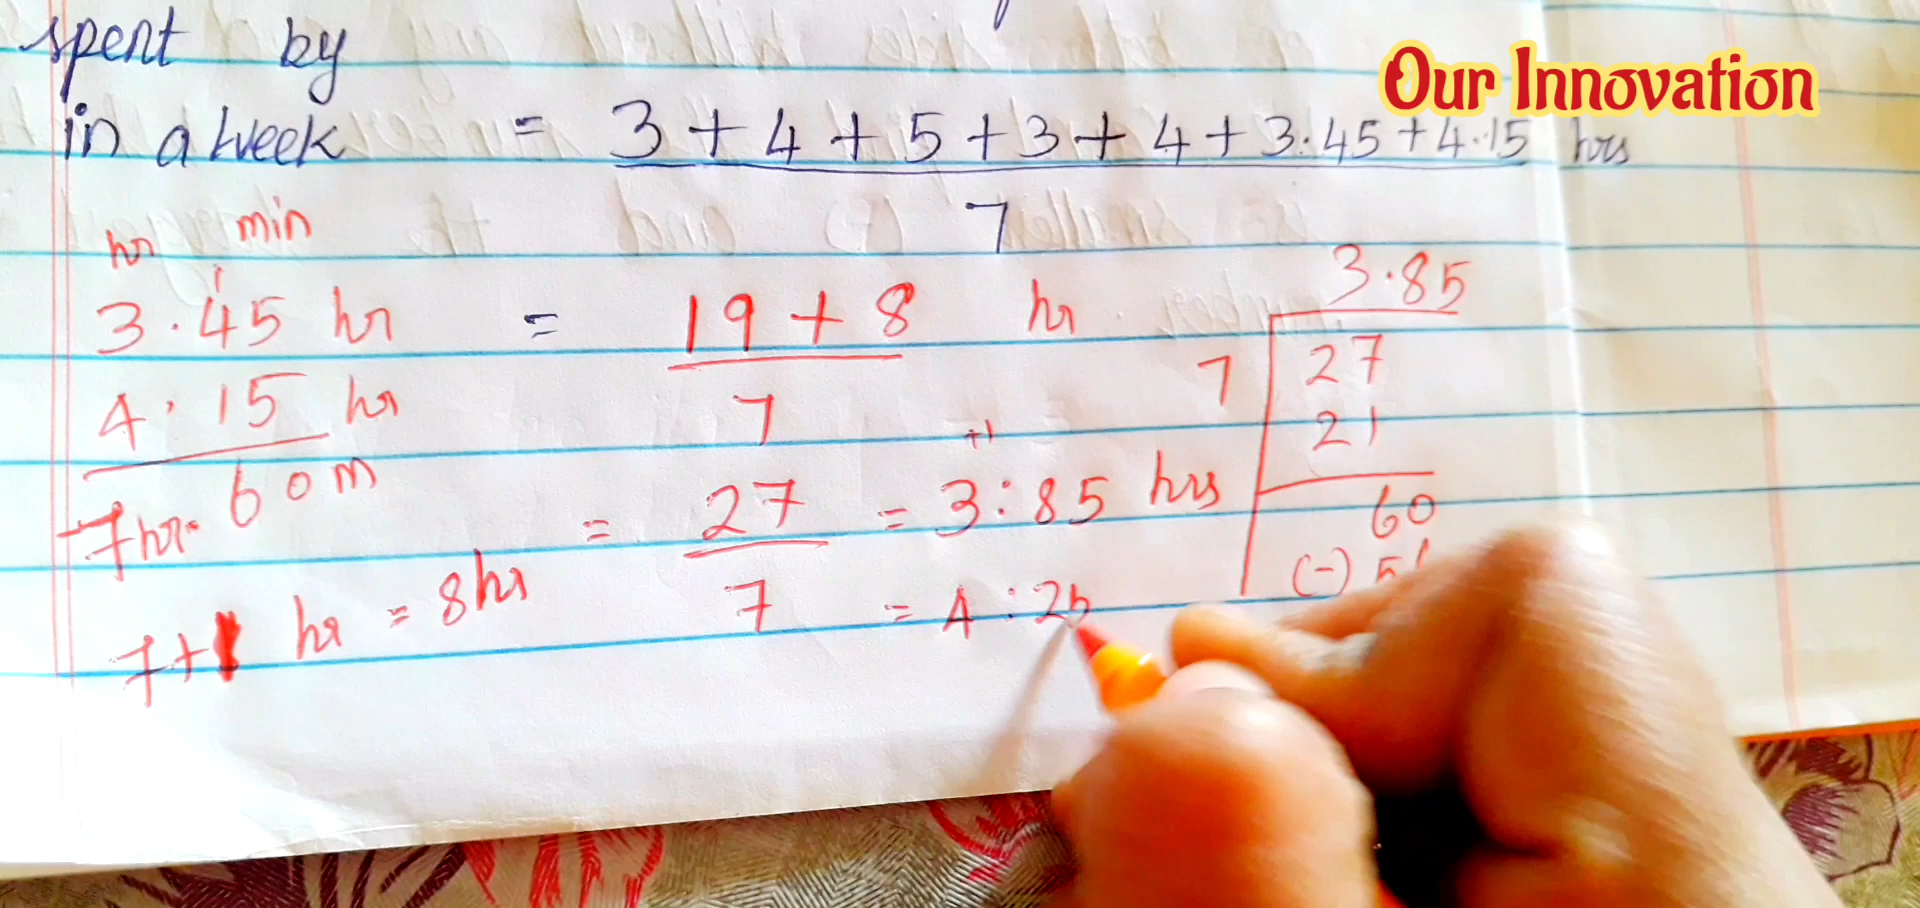 spent by
Our Innovation
in a week = 3 + 4 + 5 + 3 + 4 + 3.45 + 4.15 hrs
7
hr min
3.45 hr = 19 + 8 hr
4.15 hr 7
60 m
7hr.
27 = 3:85 hrs
+1
7
= 4:25
7+1 hr = 8hr
3.85
7 27
21
60
(-)